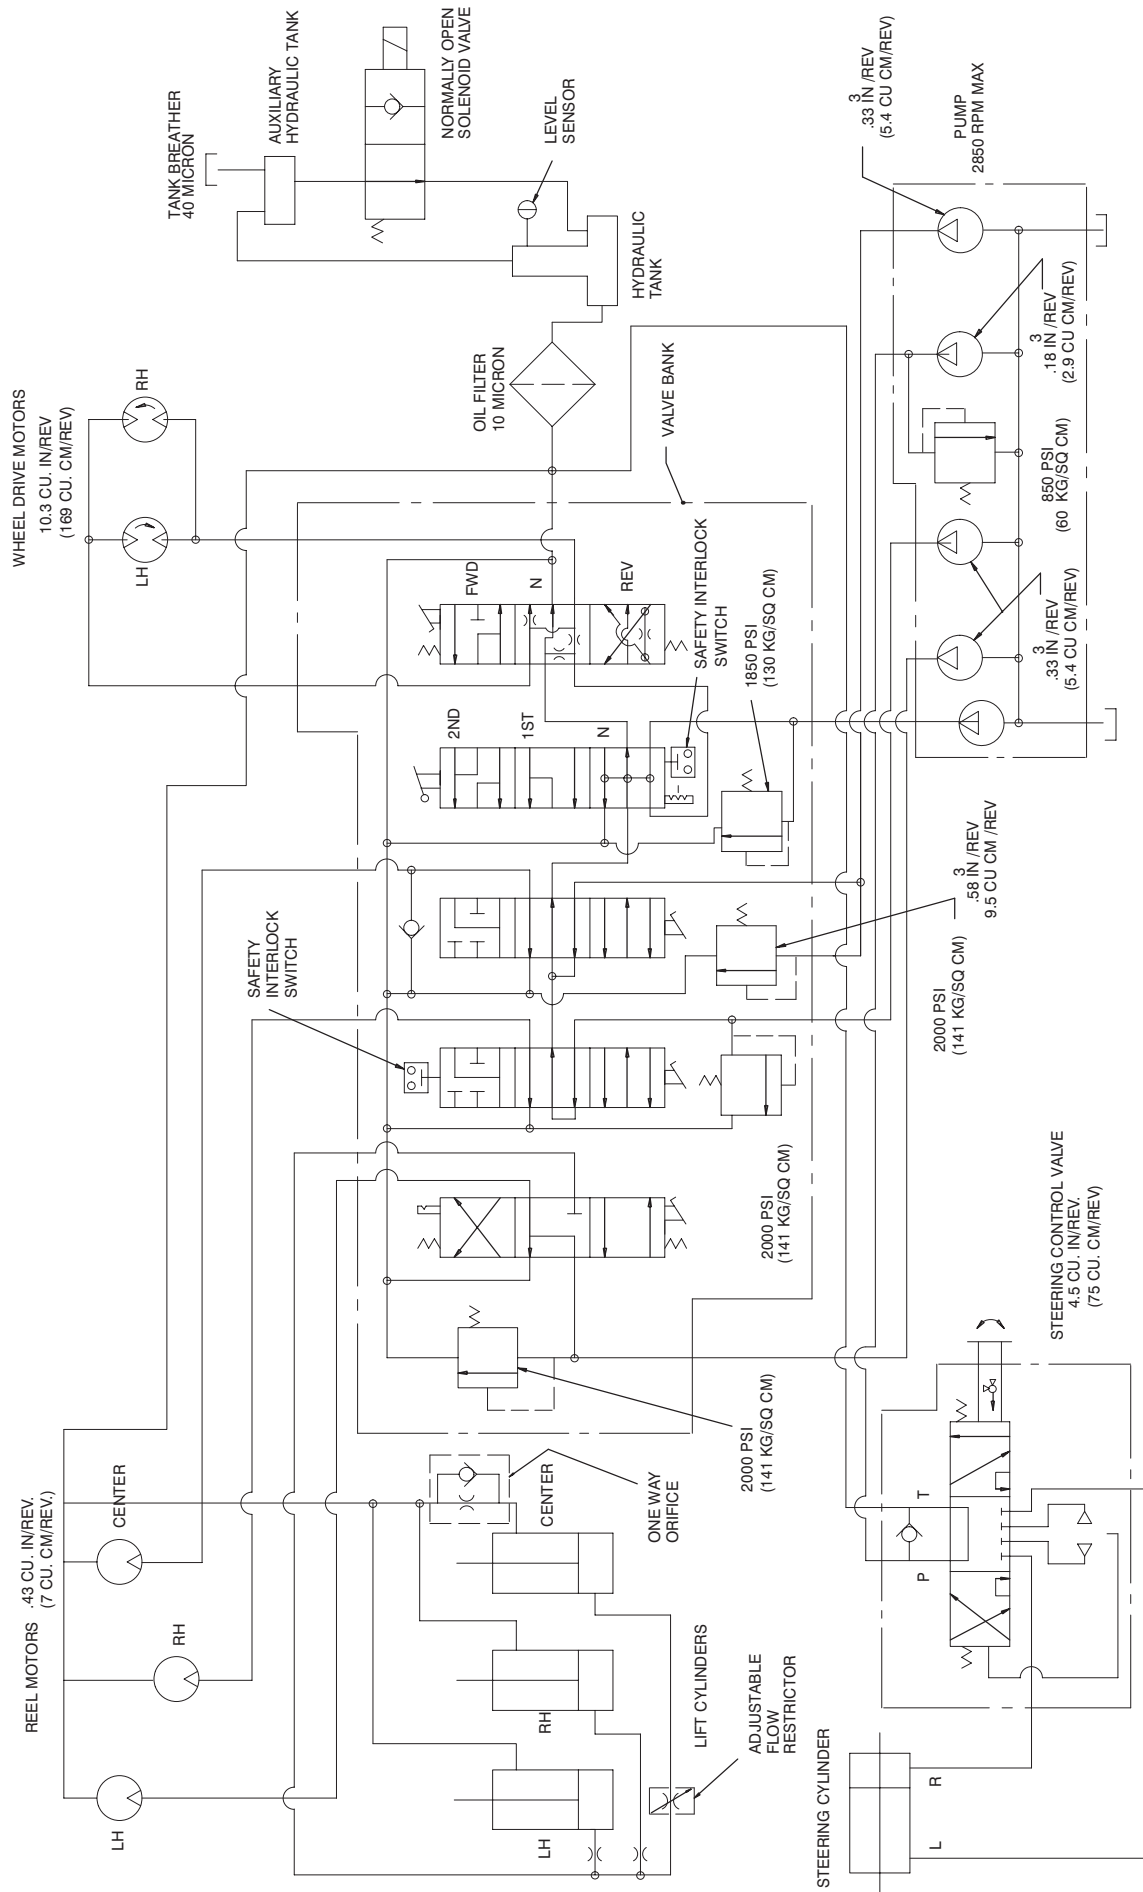 WHEEL DRIVE MOTORS
10.3 CU. IN/REV
(169 CU. CM/REV)
LH
RH
TANK BREATHER
40 MICRON
AUXILIARY
HYDRAULIC TANK
NORMALLY OPEN
SOLENOID VALVE
LEVEL
SENSOR
HYDRAULIC
TANK
OIL FILTER
10 MICRON
VALVE BANK
FWD
N
REV
SAFETY INTERLOCK
SWITCH
2ND
1ST
N
1850 PSI
(130 KG/SQ CM)
SAFETY
INTERLOCK
SWITCH
3
.33 IN /REV
(5.4 CU CM/REV)
PUMP
2850 RPM MAX
3
.18 IN /REV
(2.9 CU CM/REV)
850 PSI
(60 KG/SQ CM)
3
.33 IN /REV
(5.4 CU CM/REV)
3
.58 IN /REV
9.5 CU CM /REV
2000 PSI
(141 KG/SQ CM)
2000 PSI
(141 KG/SQ CM)
2000 PSI
(141 KG/SQ CM)
REEL MOTORS .43 CU. IN/REV.
(7 CU. CM/REV.)
CENTER
RH
LH
CENTER
ONE WAY
ORIFICE
RH
LH
LIFT CYLINDERS
ADJUSTABLE
FLOW
RESTRICTOR
STEERING CONTROL VALVE
4.5 CU. IN/REV.
(75 CU. CM/REV)
P
T
STEERING CYLINDER
L
R